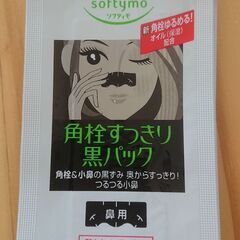 softymo
ソフティモ
新 角栓ゆるめる!
オイル(保湿)
配合
角栓すっきり
黒パック
角栓&小鼻の黒ずみ 奥からすっきり!
つるつる小鼻
鼻用